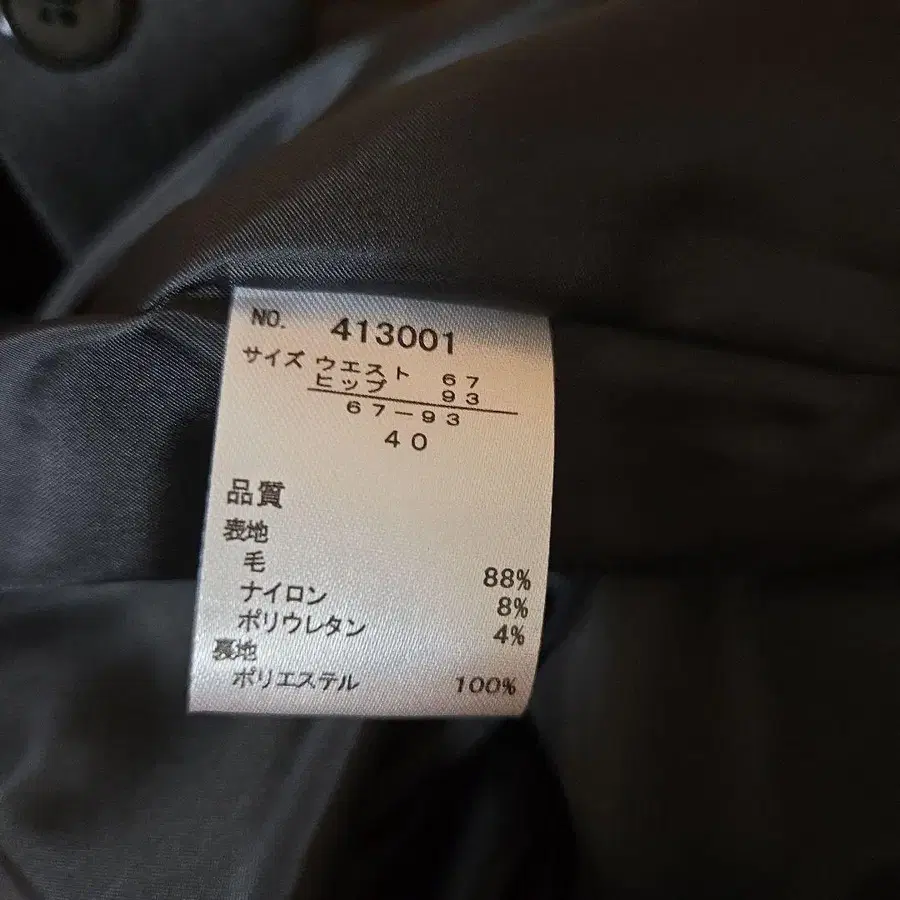 NO. 413001
サイズ ウエスト 67
ヒップ 93
67-93
40
品質
表地
毛 88%
ナイロン 8%
ポリウレタン 4%
裏地
ポリエステル 100%